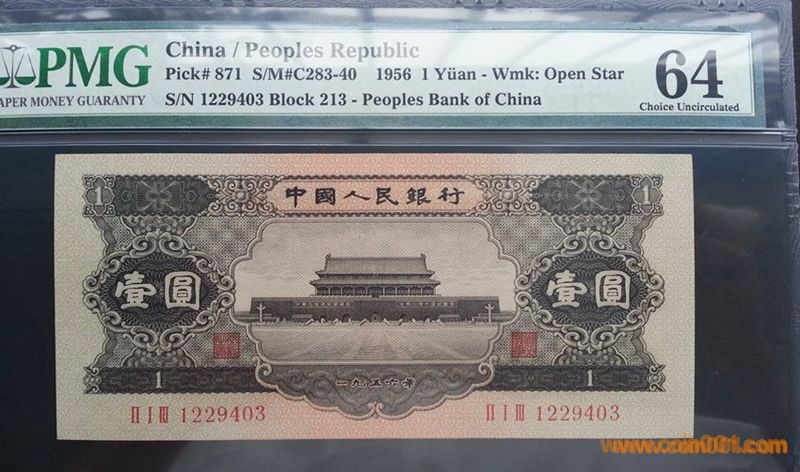 PMG
PAPER MONEY GUARANTY
China / Peoples Republic
Pick# 871 S/M#C283-40 1956 1 Yüan - Wmk: Open Star
S/N 1229403 Block 213 - Peoples Bank of China
64
Choice Uncirculated
中國人民銀行
1 1
壹圓 壹圓
1 1
一九五六年
II I III 1229403 II I III 1229403
www.coin001.com